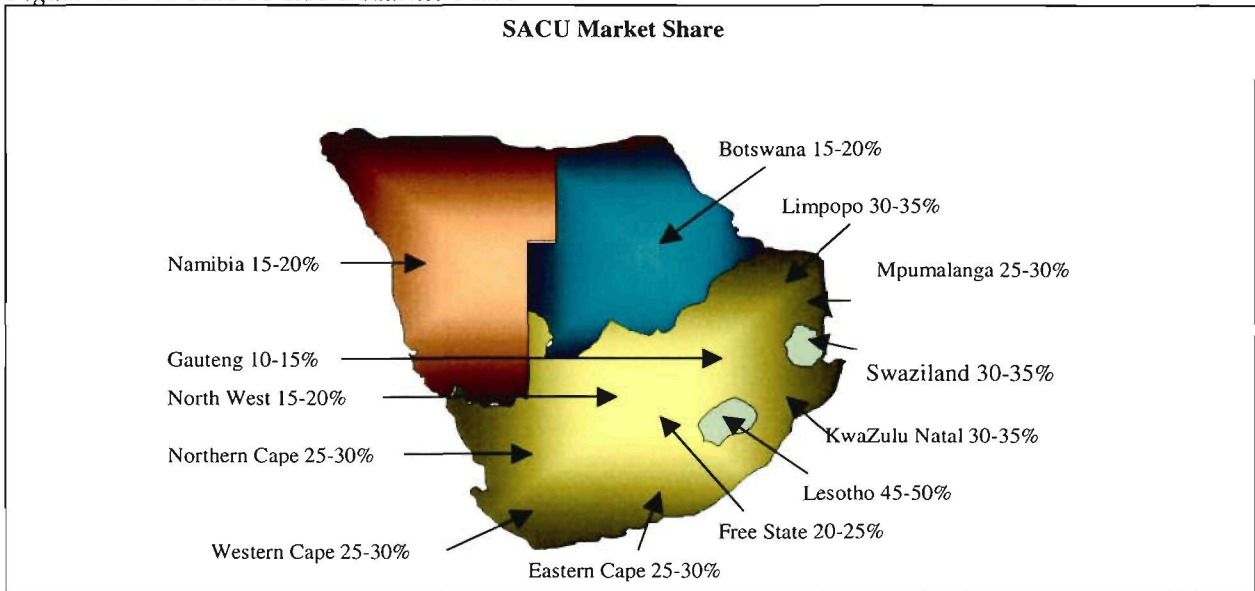 SACU Market Share
Botswana 15-20%
Limpopo 30-35%
Namibia 15-20%
Mpumalanga 25-30%
Gauteng 10-15%
Swaziland 30-35%
North West 15-20%
KwaZulu Natal 30-35%
Northern Cape 25-30%
Lesotho 45-50%
Free State 20-25%
Western Cape 25-30%
Eastern Cape 25-30%